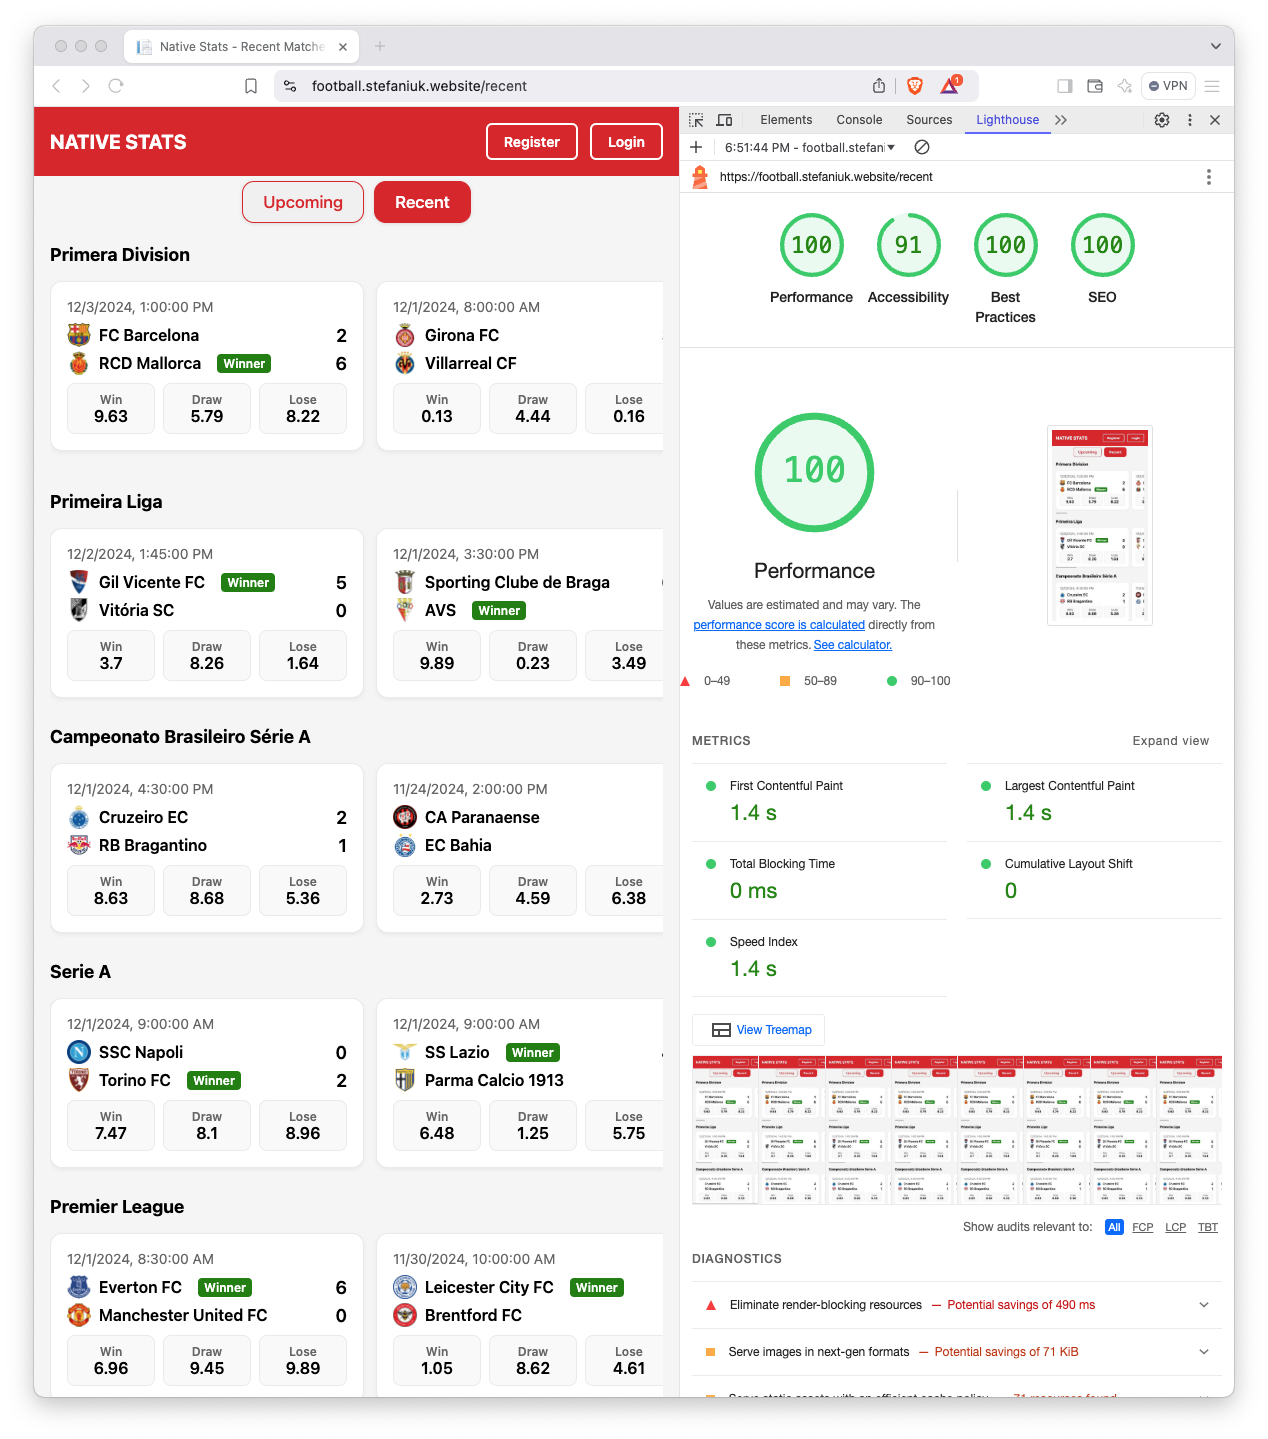 Native Stats - Recent Matche
football.stefaniuk.website/recent
1
VPN
NATIVE STATS
Register
Login
Upcoming
Recent
Primera Division
12/3/2024, 1:00:00 PM
FC Barcelona 2
RCD Mallorca Winner 6
Win Draw Lose
9.63 5.79 8.22
12/1/2024, 8:00:00 AM
Girona FC
Villarreal CF
Win Draw Lose
0.13 4.44 0.16
Primeira Liga
12/2/2024, 1:45:00 PM
Gil Vicente FC Winner 5
Vitória SC 0
Win Draw Lose
3.7 8.26 1.64
12/1/2024, 3:30:00 PM
Sporting Clube de Braga
AVS Winner
Win Draw Lose
9.89 0.23 3.49
Campeonato Brasileiro Série A
12/1/2024, 4:30:00 PM
Cruzeiro EC 2
RB Bragantino 1
Win Draw Lose
8.63 8.68 5.36
11/24/2024, 2:00:00 PM
CA Paranaense
EC Bahia
Win Draw Lose
2.73 4.59 6.38
Serie A
12/1/2024, 9:00:00 AM
SSC Napoli 0
Torino FC Winner 2
Win Draw Lose
7.47 8.1 8.96
12/1/2024, 9:00:00 AM
SS Lazio Winner
Parma Calcio 1913
Win Draw Lose
6.48 1.25 5.75
Premier League
12/1/2024, 8:30:00 AM
Everton FC Winner 6
Manchester United FC 0
Win Draw Lose
6.96 9.45 9.89
11/30/2024, 10:00:00 AM
Leicester City FC Winner
Brentford FC
Win Draw Lose
1.05 8.62 4.61
Elements Console Sources Lighthouse
6:51:44 PM - football.stefani
https://football.stefaniuk.website/recent
100 91 100 100
Performance Accessibility Best Practices SEO
100
Performance
Values are estimated and may vary. The
performance score is calculated directly from
these metrics. See calculator.
0–49 50–89 90–100
METRICS
Expand view
First Contentful Paint
1.4 s
Largest Contentful Paint
1.4 s
Total Blocking Time
0 ms
Cumulative Layout Shift
0
Speed Index
1.4 s
View Treemap
Show audits relevant to: All FCP LCP TBT
DIAGNOSTICS
Eliminate render-blocking resources — Potential savings of 490 ms
Serve images in next-gen formats — Potential savings of 71 KiB
Serve static assets with an efficient cache policy — 71 resources found